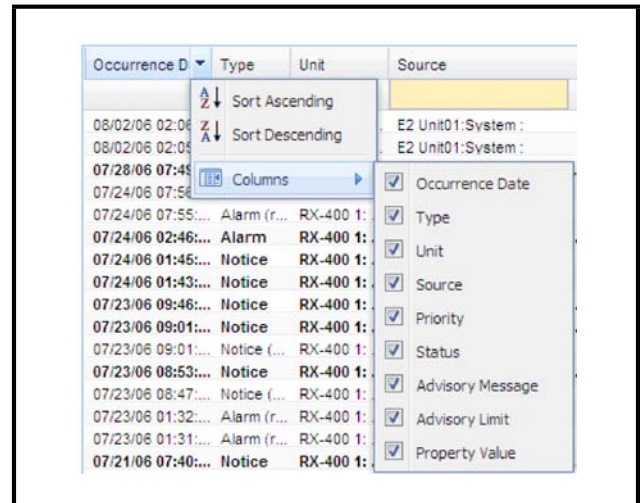 Occurrence D Type Unit Source
Sort Ascending
08/02/06 02:06 E2 Unit01:System :
Sort Descending
08/02/06 02:05 E2 Unit01:System :
07/28/06 07:49
Columns
Occurrence Date
07/24/06 07:56
07/24/06 07:55:... Alarm (r... RX-400 1: .
Type
07/24/06 02:46:... Alarm RX-400 1: .
07/24/06 01:45:... Notice RX-400 1: .
Unit
07/24/06 01:43:... Notice RX-400 1: .
Source
07/23/06 09:46:... Notice RX-400 1: .
Priority
07/23/06 09:01:... Notice RX-400 1: .
07/23/06 09:01:... Notice (... RX-400 1: .
Status
07/23/06 08:53:... Notice RX-400 1: .
Advisory Message
07/23/06 08:47:... Notice (... RX-400 1: .
07/23/06 01:32:... Alarm (r... RX-400 1: .
Advisory Limit
07/23/06 01:31:... Alarm (r... RX-400 1: .
Property Value
07/21/06 07:40:... Notice RX-400 1: .